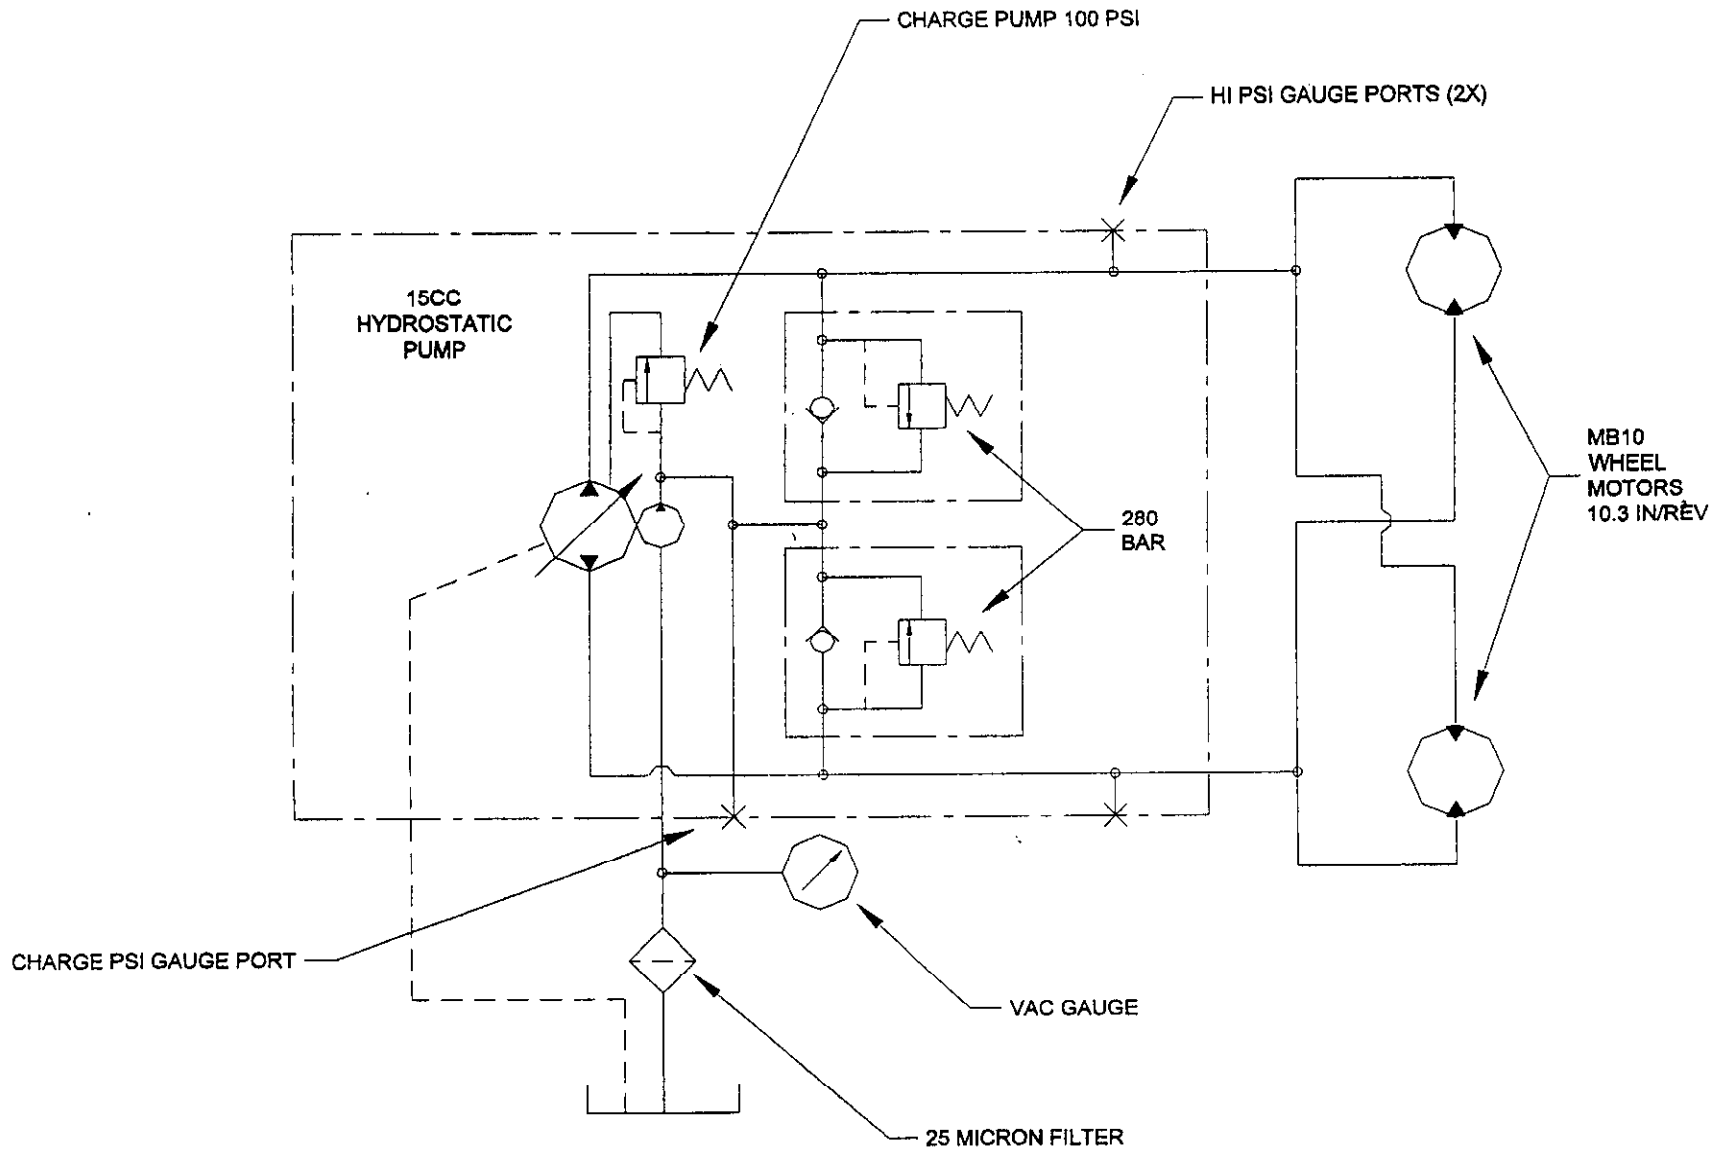 CHARGE PUMP 100 PSI
HI PSI GAUGE PORTS (2X)
15CC
HYDROSTATIC
PUMP
MB10
WHEEL
MOTORS
10.3 IN/REV
280
BAR
CHARGE PSI GAUGE PORT
VAC GAUGE
25 MICRON FILTER